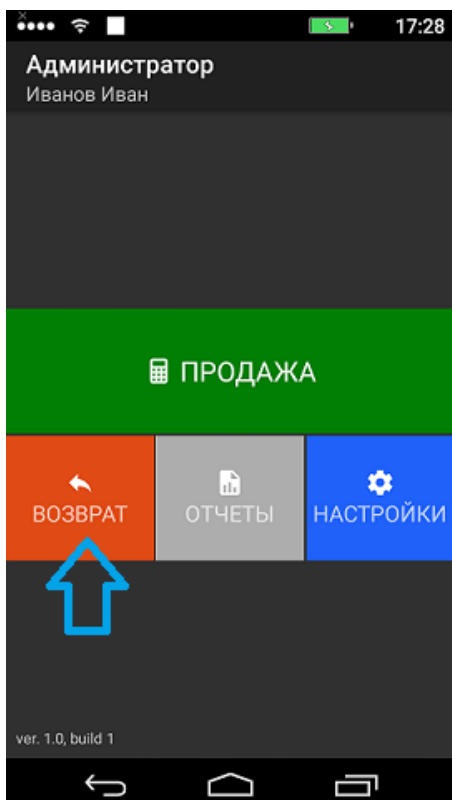 17:28
Администратор
Иванов Иван
ПРОДАЖА
ВОЗВРАТ
ОТЧЕТЫ
НАСТРОЙКИ
ver. 1.0, build 1